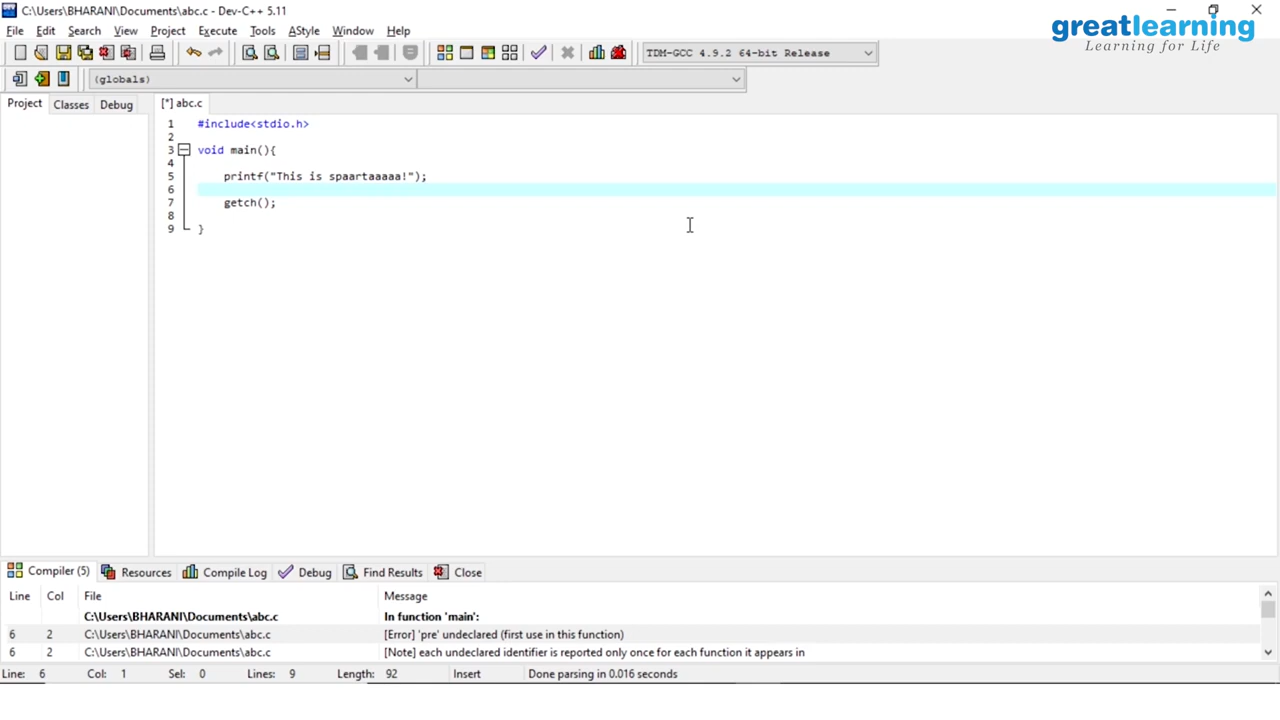 C:\Users\BHARANI\Documents\abc.c - Dev-C++ 5.11
greatlearning
Learning for Life
File Edit Search View Project Execute Tools AStyle Window Help
TDM-GCC 4.9.2 64-bit Release
(globals)
Project Classes Debug
[*] abc.c
1 #include<stdio.h>
2
3 void main(){
4
5 printf("This is spaartaaaaa!");
6
7 getch();
8
9 }
Compiler (5) Resources Compile Log Debug Find Results Close
Line Col File Message
C:\Users\BHARANI\Documents\abc.c In function 'main':
6 2 C:\Users\BHARANI\Documents\abc.c [Error] 'pre' undeclared (first use in this function)
6 2 C:\Users\BHARANI\Documents\abc.c [Note] each undeclared identifier is reported only once for each function it appears in
Line: 6 Col: 1 Sel: 0 Lines: 9 Length: 92 Insert Done parsing in 0.016 seconds